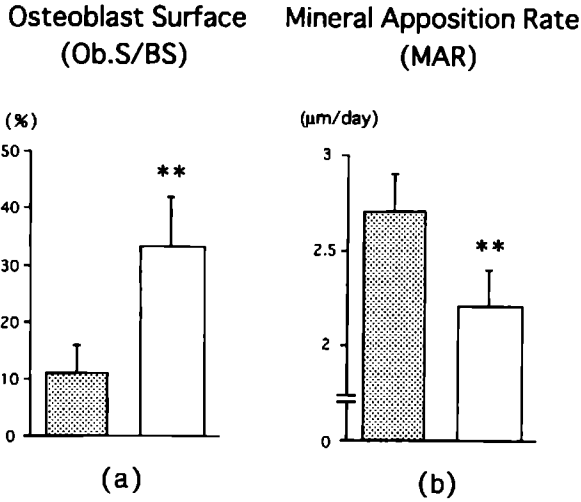 Osteoblast Surface
(Ob.S/BS)
Mineral Apposition Rate
(MAR)
(%)
50
40
30
20
10
0
**
(a)
(μm/day)
3
2.5
2
0
**
(b)